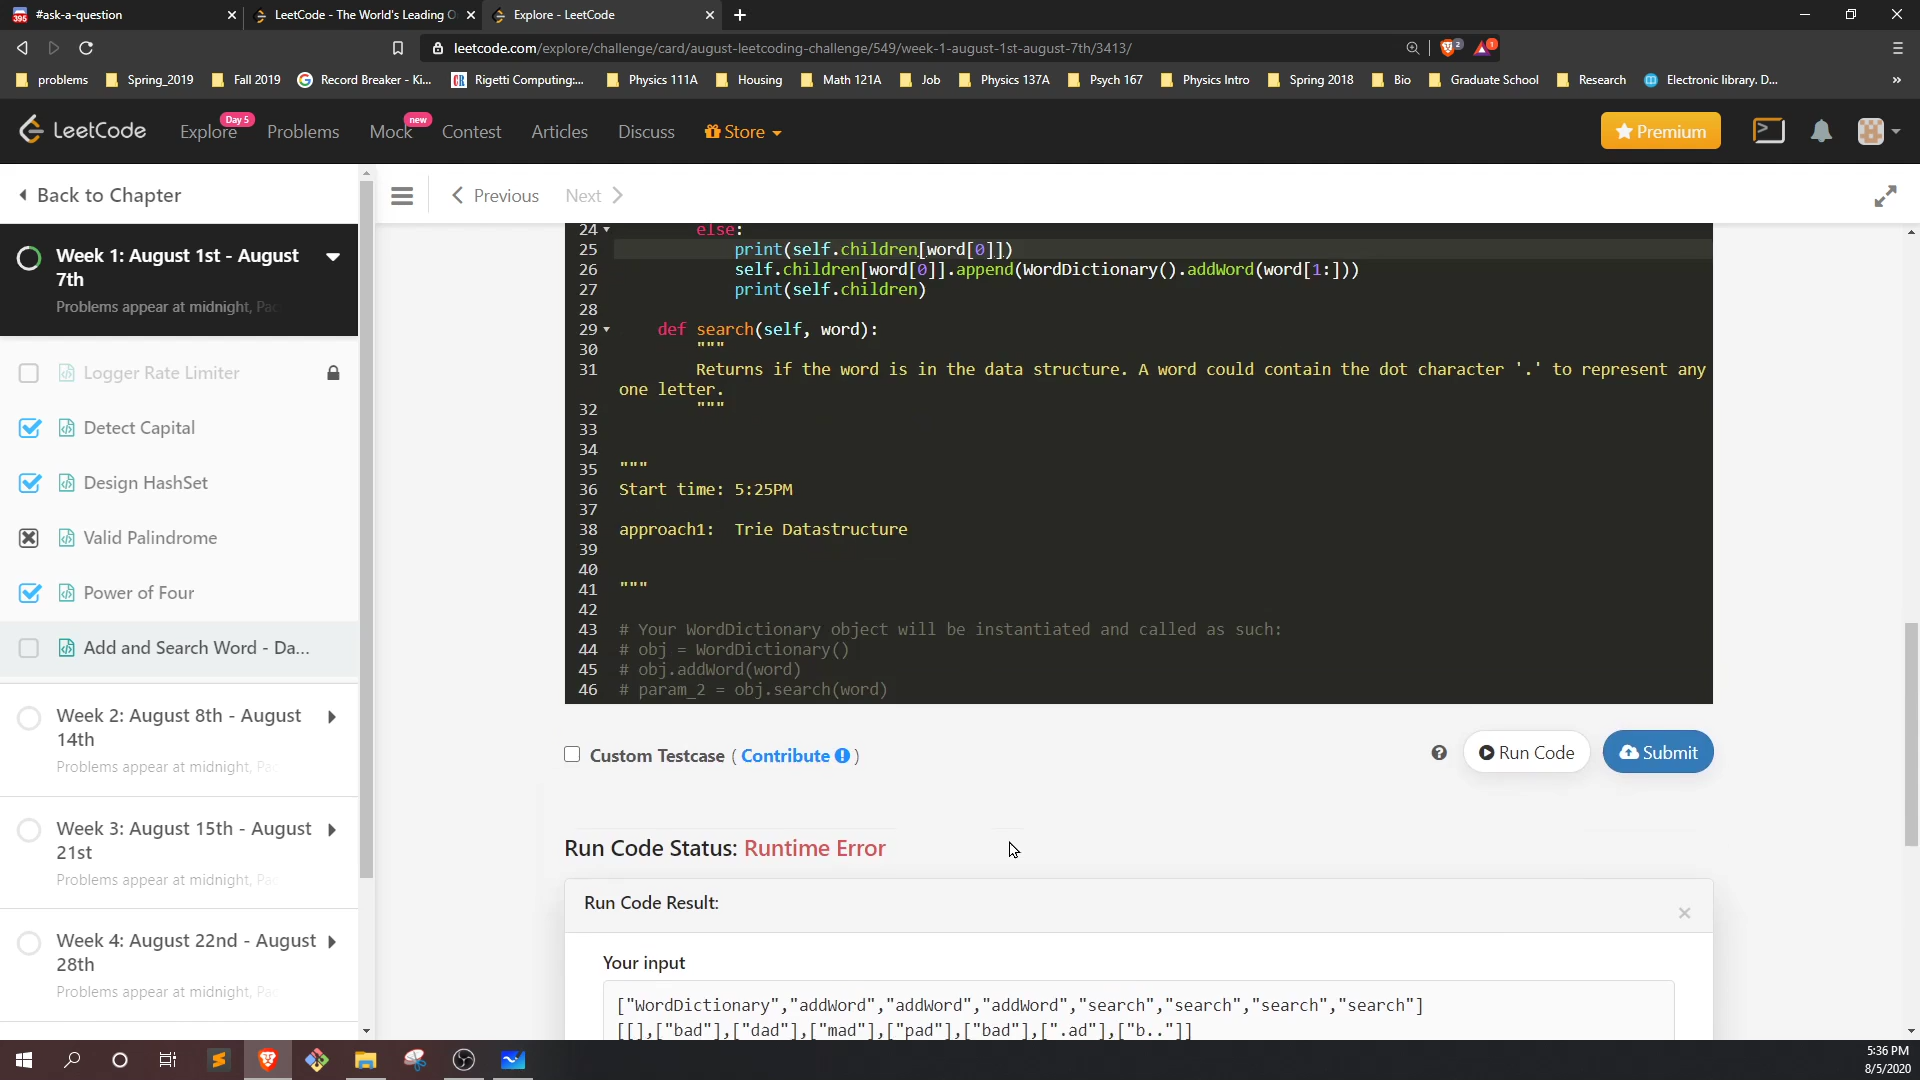 #ask-a-question
LeetCode - The World's Leading O
Explore - LeetCode
leetcode.com/explore/challenge/card/august-leetcoding-challenge/549/week-1-august-1st-august-7th/3413/
problems
Spring_2019
Fall 2019
Record Breaker - Ki...
Rigetti Computing:...
Physics 111A
Housing
Math 121A
Job
Physics 137A
Psych 167
Physics Intro
Spring 2018
Bio
Graduate School
Research
Electronic library. D...
LeetCode
Explore
Day 5
Problems
Mock
new
Contest
Articles
Discuss
Store
Premium
Back to Chapter
Previous
Next
Week 1: August 1st - August
7th
Problems appear at midnight, Pac
Logger Rate Limiter
Detect Capital
Design HashSet
Valid Palindrome
Power of Four
Add and Search Word - Da...
Week 2: August 8th - August
14th
Problems appear at midnight, Pac
Week 3: August 15th - August
21st
Problems appear at midnight, Pac
Week 4: August 22nd - August
28th
Problems appear at midnight, Pac
24 else:
25 print(self.children[word[0]])
26 self.children[word[0]].append(WordDictionary().addWord(word[1:]))
27 print(self.children)
28
29 def search(self, word):
30 """
31 Returns if the word is in the data structure. A word could contain the dot character '.' to represent any
one letter.
32 """
33
34
35 """
36 Start time: 5:25PM
37
38 approach1:  Trie Datastructure
39
40
41 """
42
43 # Your WordDictionary object will be instantiated and called as such:
44 # obj = WordDictionary()
45 # obj.addWord(word)
46 # param_2 = obj.search(word)
Custom Testcase ( Contribute )
Run Code
Submit
Run Code Status: Runtime Error
Run Code Result:
Your input
["WordDictionary","addWord","addWord","addWord","search","search","search","search"]
[[],["bad"],["dad"],["mad"],["pad"],["bad"],[".ad"],["b.."]]
5:36 PM
8/5/2020